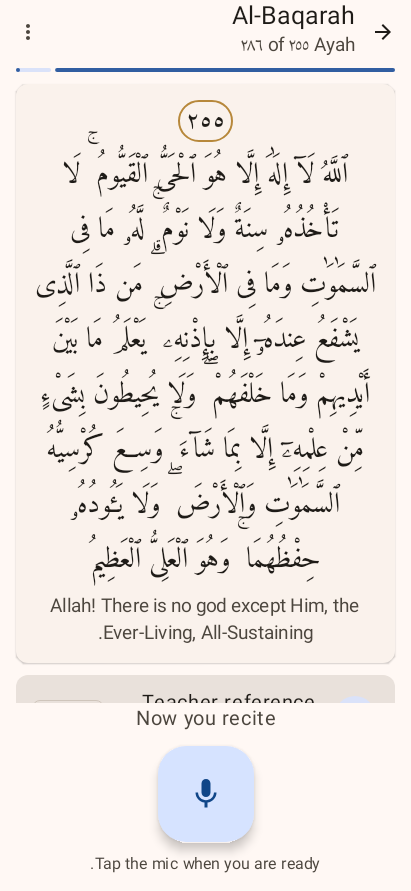 Al-Baqarah
Ayah ٢٥٥ of ٢٨٦
٢٥٥
ٱللَّهُ لَآ إِلَٰهَ إِلَّا هُوَ ٱلْحَىُّ ٱلْقَيُّومُ ۚ لَا
تَأْخُذُهُۥ سِنَةٌ وَلَا نَوْمٌ ۚ لَّهُۥ مَا فِى
ٱلسَّمَٰوَٰتِ وَمَا فِى ٱلْأَرْضِ ۗ مَن ذَا ٱلَّذِى
يَشْفَعُ عِندَهُۥٓ إِلَّا بِإِذْنِهِۦ ۚ يَعْلَمُ مَا بَيْنَ
أَيْدِيهِمْ وَمَا خَلْفَهُمْ ۖ وَلَا يُحِيطُونَ بِشَىْءٍ
مِّنْ عِلْمِهِۦٓ إِلَّا بِمَا شَآءَ ۚ وَسِعَ كُرْسِيُّهُ
ٱلسَّمَٰوَٰتِ وَٱلْأَرْضَ ۖ وَلَا يَـُٔودُهُۥ
حِفْظُهُمَا ۚ وَهُوَ ٱلْعَلِىُّ ٱلْعَظِيمُ
Allah! There is no god except Him, the
.Ever-Living, All-Sustaining
Teacher reference
Now you recite
.Tap the mic when you are ready